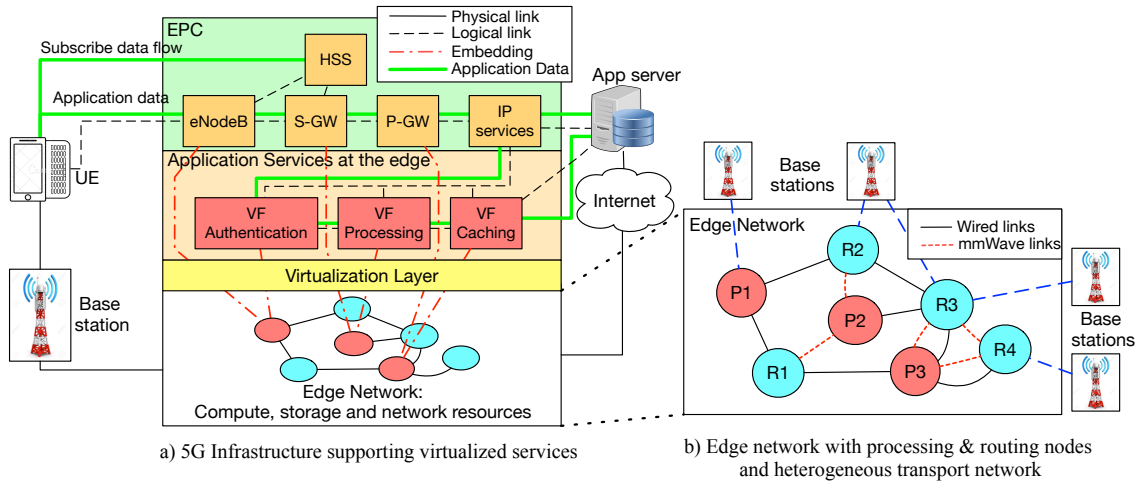 EPC
Physical link
Logical link
Embedding
Application Data
Subscribe data flow
HSS
App server
Application data
eNodeB
S-GW
P-GW
IP
services
UE
Application Services at the edge
VF
Authentication
VF
Processing
VF
Caching
Internet
Virtualization Layer
Base
station
Edge Network:
Compute, storage and network resources
a) 5G Infrastructure supporting virtualized services
Base
stations
Edge Network
Wired links
mmWave links
R2
P1
R3
P2
R1
P3
R4
Base
stations
b) Edge network with processing & routing nodes
and heterogeneous transport network